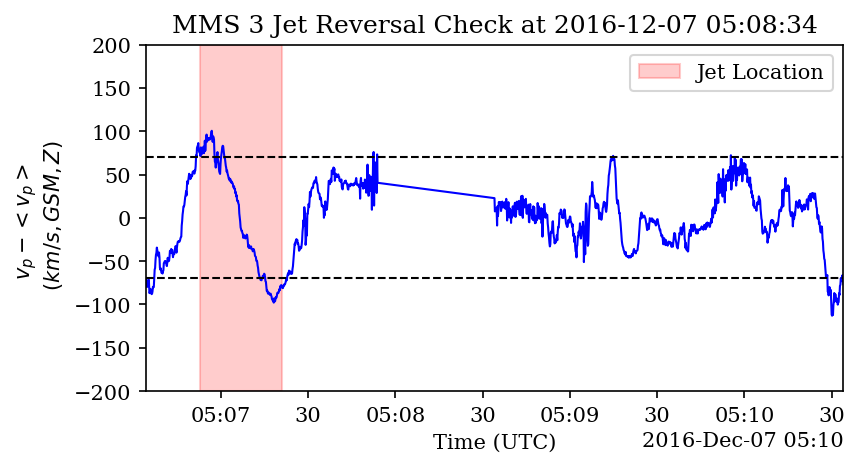 MMS 3 Jet Reversal Check at 2016-12-07 05:08:34
200
150
100
50
0
−50
−100
−150
−200
v_p − < v_p >
(km/s, GSM, Z)
Jet Location
05:07 30 05:08 30 05:09 30 05:10 30
Time (UTC)
2016-Dec-07 05:10